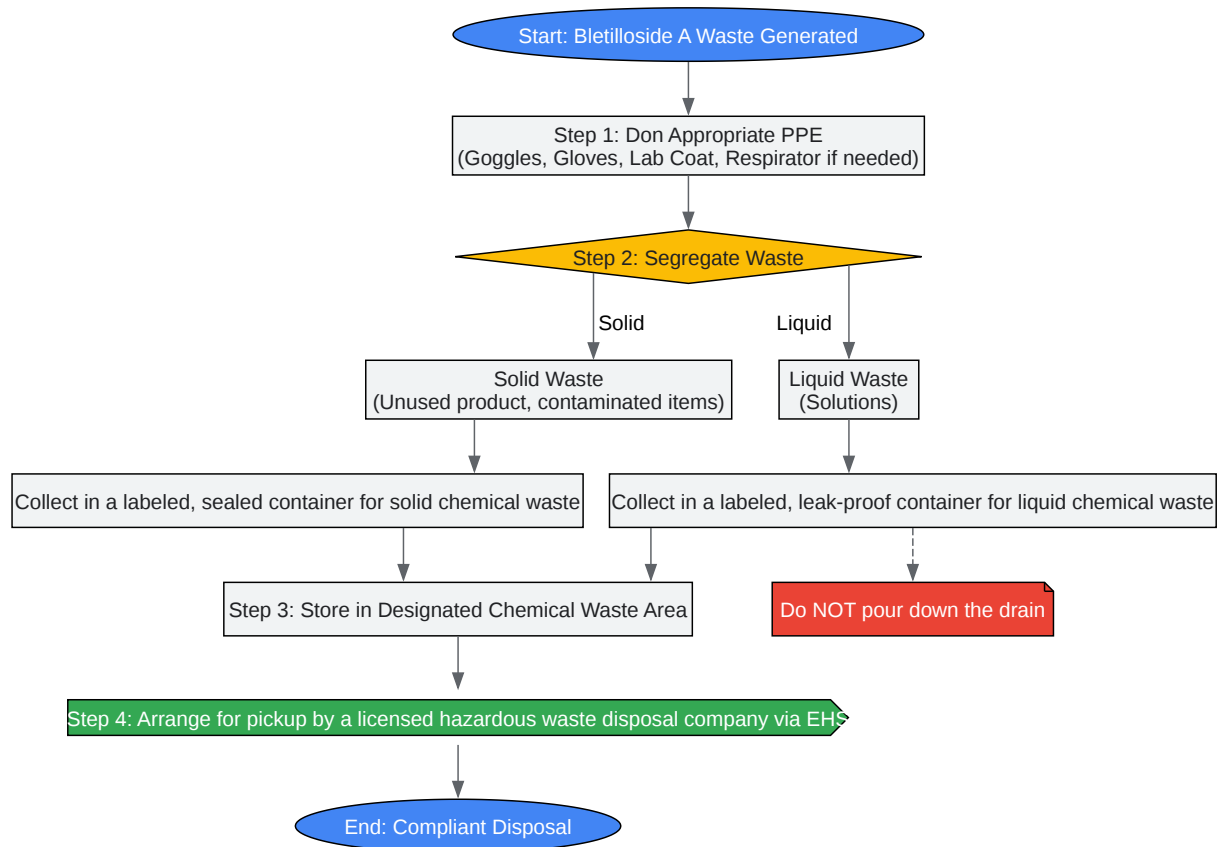 Start: Bletilloside A Waste Generated
Step 1: Don Appropriate PPE
(Goggles, Gloves, Lab Coat, Respirator if needed)
Step 2: Segregate Waste
Solid
Liquid
Solid Waste
(Unused product, contaminated items)
Liquid Waste
(Solutions)
Collect in a labeled, sealed container for solid chemical waste
Collect in a labeled, leak-proof container for liquid chemical waste
Step 3: Store in Designated Chemical Waste Area
Do NOT pour down the drain
Step 4: Arrange for pickup by a licensed hazardous waste disposal company via EHS
End: Compliant Disposal